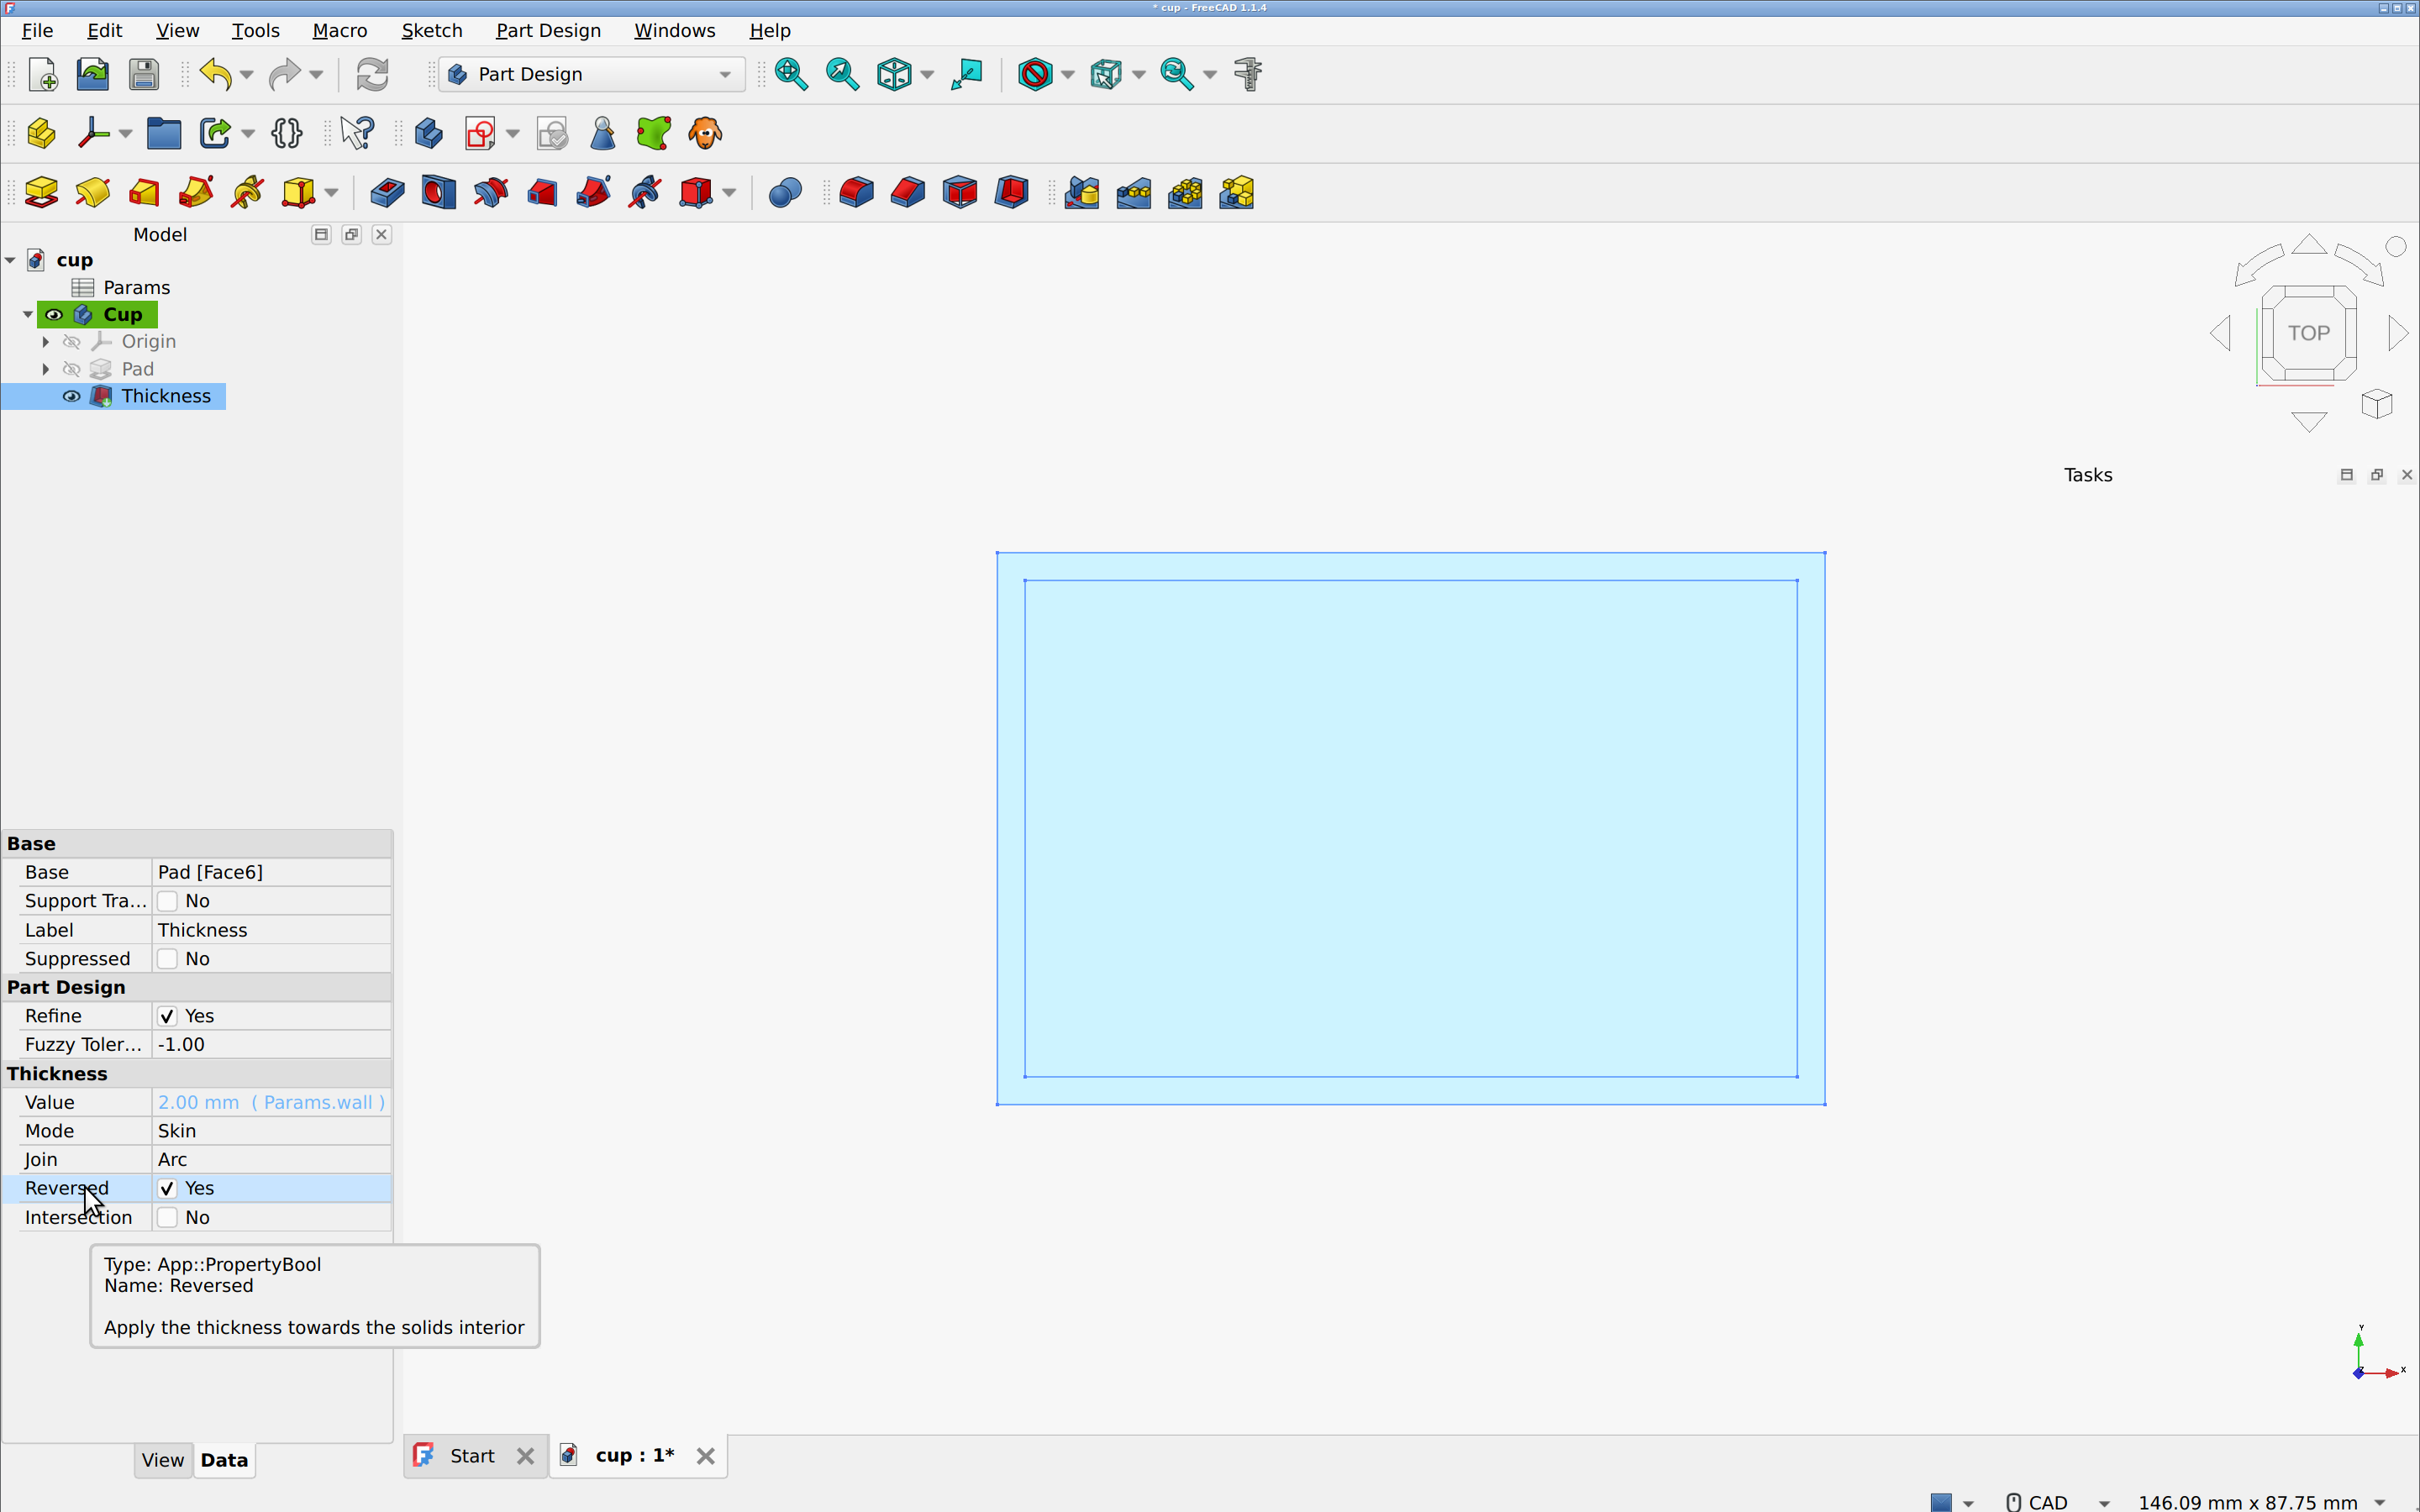 * cup - FreeCAD 1.1.4
File Edit View Tools Macro Sketch Part Design Windows Help
Part Design
Model
cup
Params
Cup
Origin
Pad
Thickness
TOP
Tasks
Base
Base Pad [Face6]
Support Tra... No
Label Thickness
Suppressed No
Part Design
Refine Yes
Fuzzy Toler... -1.00
Thickness
Value 2.00 mm ( Params.wall )
Mode Skin
Join Arc
Reversed Yes
Intersection No
Type: App::PropertyBool
Name: Reversed
Apply the thickness towards the solids interior
Y
Z
X
View Data
Start
cup : 1*
CAD
146.09 mm x 87.75 mm